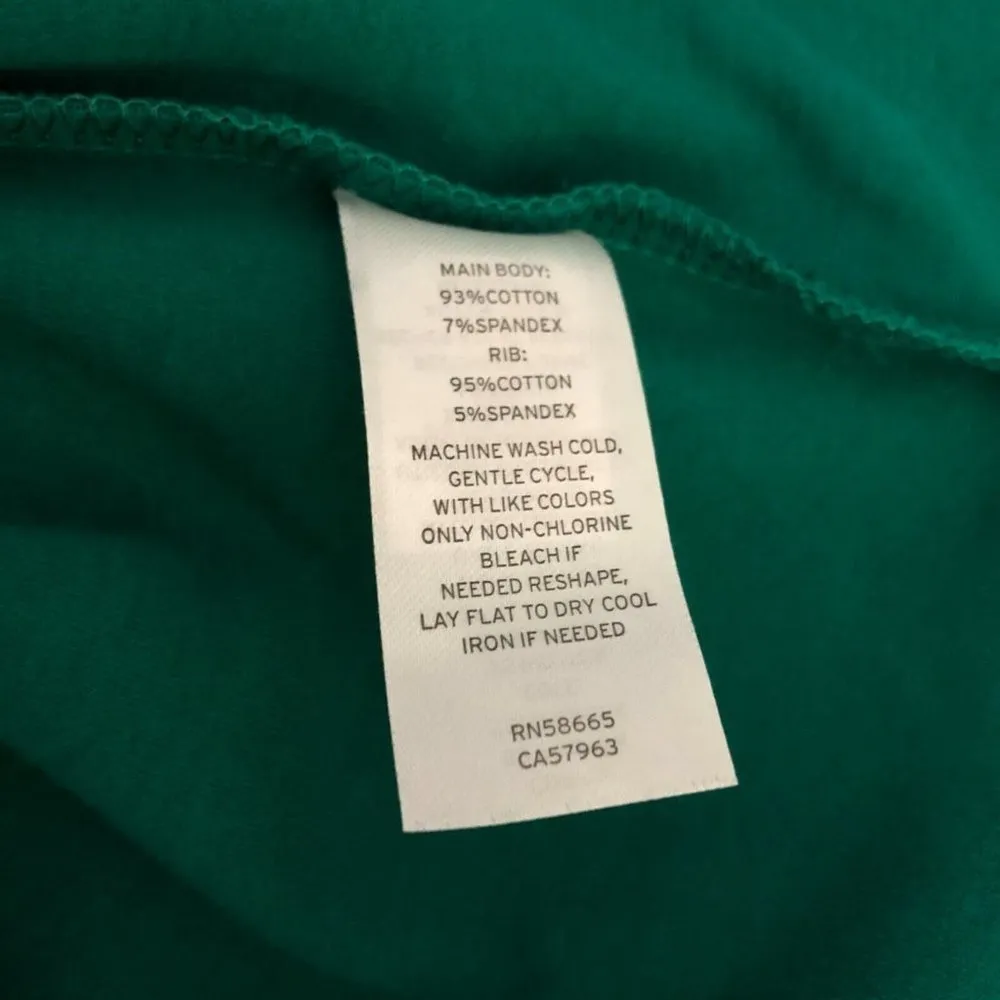 MAIN BODY:
93%COTTON
7%SPANDEX
RIB:
95%COTTON
5%SPANDEX
MACHINE WASH COLD,
GENTLE CYCLE,
WITH LIKE COLORS
ONLY NON-CHLORINE
BLEACH IF
NEEDED RESHAPE,
LAY FLAT TO DRY COOL
IRON IF NEEDED
RN58665
CA57963